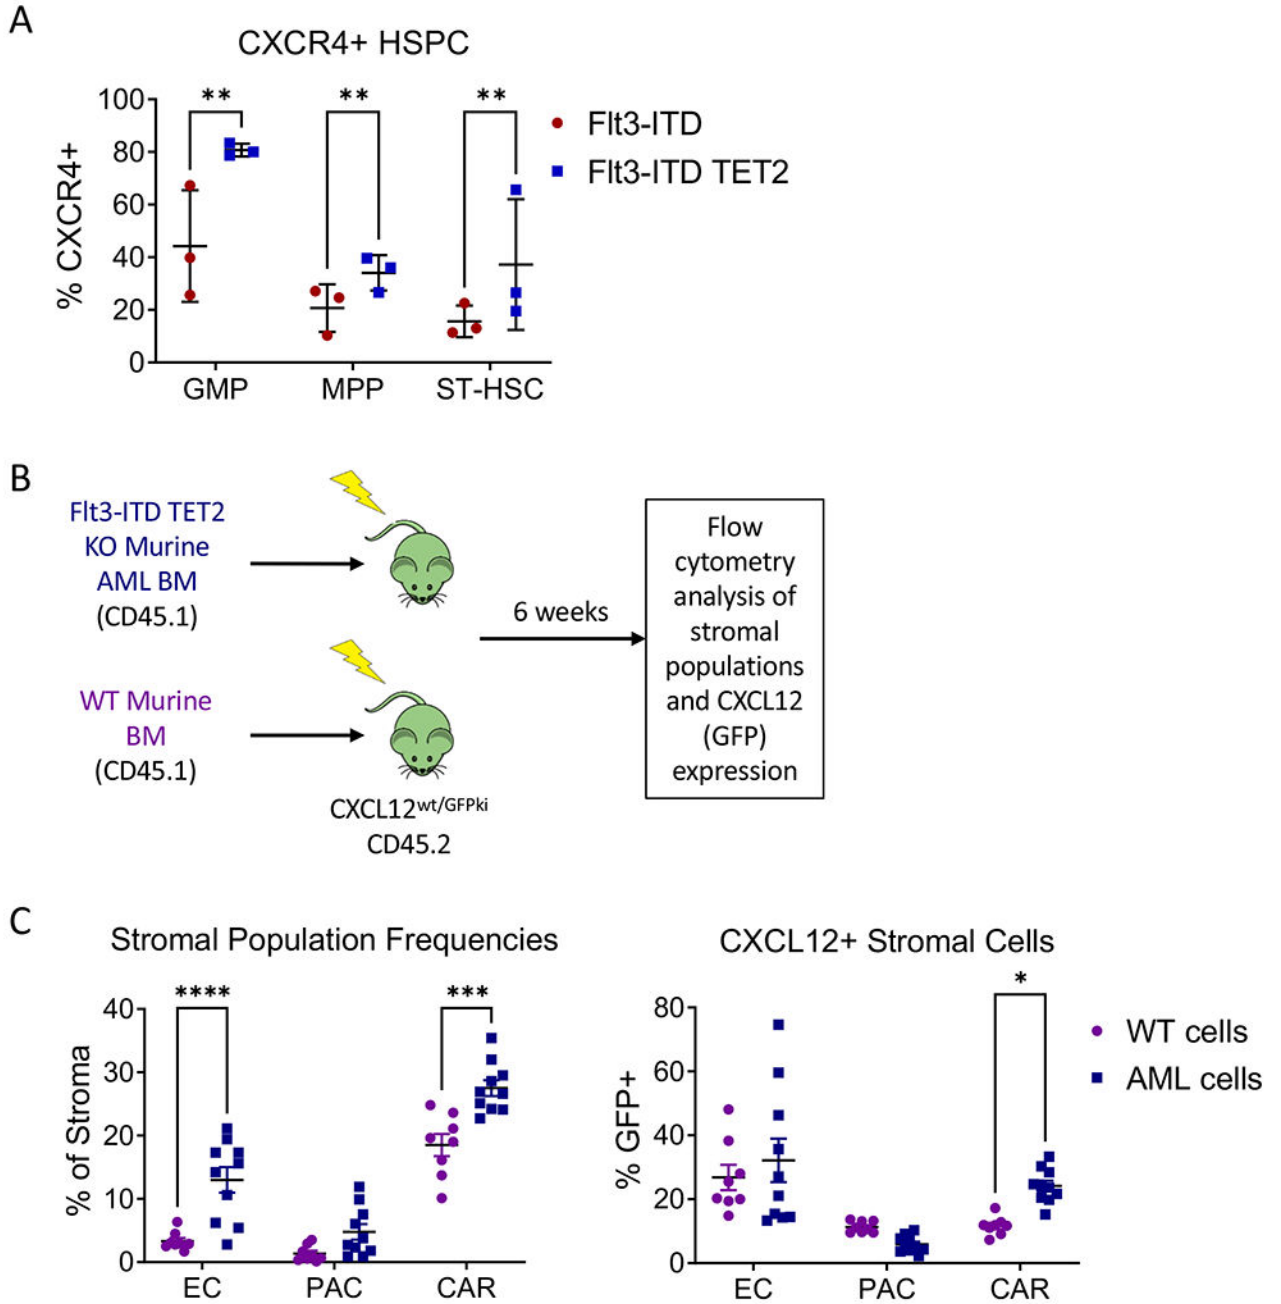 A
CXCR4+ HSPC
% CXCR4+
100
80
60
40
20
0
**
**
**
GMP
MPP
ST-HSC
Flt3-ITD
Flt3-ITD TET2
B
Flt3-ITD TET2
KO Murine
AML BM
(CD45.1)
WT Murine
BM
(CD45.1)
CXCL12wt/GFPki
CD45.2
6 weeks
Flow
cytometry
analysis of
stromal
populations
and CXCL12
(GFP)
expression
C
Stromal Population Frequencies
% of Stroma
40
30
20
10
0
****
***
EC
PAC
CAR
CXCL12+ Stromal Cells
% GFP+
80
60
40
20
0
*
EC
PAC
CAR
WT cells
AML cells